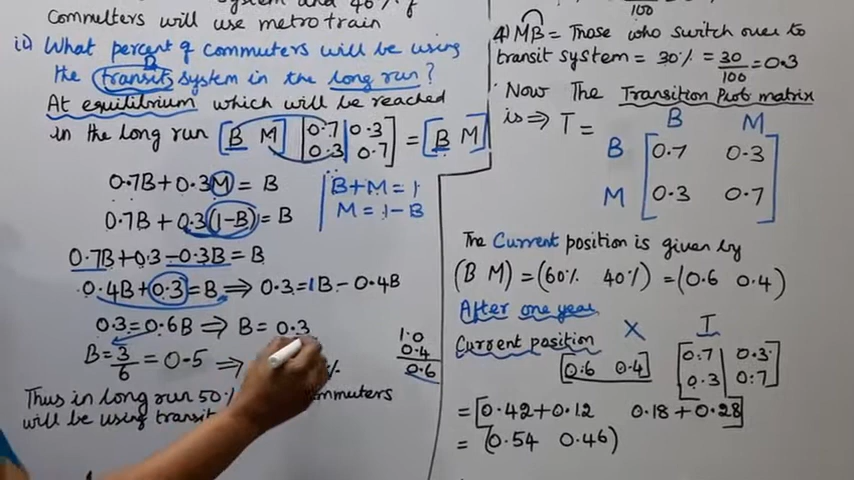 system and 46% of
Commuters will use metro train
ii) What percent of commuters will be using
B
the transit system in the long run?
At equilibrium which will be reached
in the long run [B M] [0.7 0.3
0.3 0.7] = [B M]
0.7B+0.3M = B
B+M = 1
0.7B + 0.3(1-B) = B
M = 1 - B
0.7B+0.3-0.3B = B
0.4B+0.3 = B ⇒ 0.3 = 1B - 0.4B
0.3 = 0.6B ⇒ B = 0.3
B = 3/6 = 0.5 ⇒ %
1.0
0.4
0.6
Thus in long run 50%
will be using transit
100
4) MB = Those who switch over to
transit system = 30% = 30/100 = 0.3
Now The Transition Prob matrix
is ⇒ T =
B M
B [0.7 0.3
M 0.3 0.7]
The Current position is given by
(B M) = (60% 40%) = (0.6 0.4)
After one year
Current position X T
[0.6 0.4] [0.7 0.3
0.3 0.7]
= [0.42+0.12 0.18+0.28]
= (0.54 0.46)